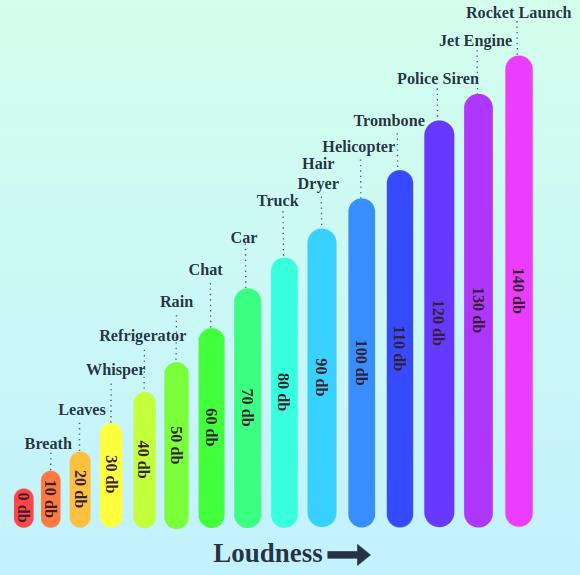 Rocket Launch
Jet Engine
Police Siren
Trombone
Helicopter
Hair
Dryer
Truck
Car
Chat
Rain
Refrigerator
Whisper
Leaves
Breath
0 db
10 db
20 db
30 db
40 db
50 db
60 db
70 db
80 db
90 db
100 db
110 db
120 db
130 db
140 db
Loudness